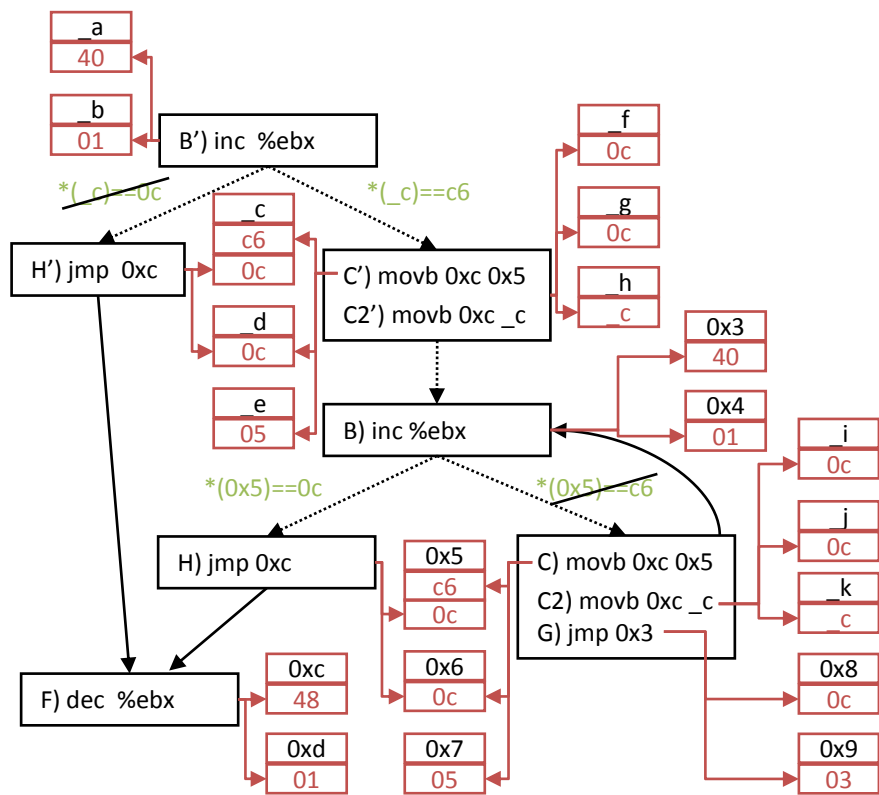 _a
40
_b
01
B’) inc %ebx
_f
0c
*(_c)==0c
*(_c)==c6
_c
c6
0c
_g
0c
H’) jmp 0xc
C’) movb 0xc 0x5
C2’) movb 0xc _c
_h
_c
_d
0c
0x3
40
_e
05
B) inc %ebx
0x4
01
_i
0c
*(0x5)==0c
*(0x5)==c6
_j
0c
H) jmp 0xc
0x5
c6
0c
C) movb 0xc 0x5
C2) movb 0xc _c
G) jmp 0x3
_k
_c
F) dec %ebx
0xc
48
0x6
0c
0x8
0c
0xd
01
0x7
05
0x9
03